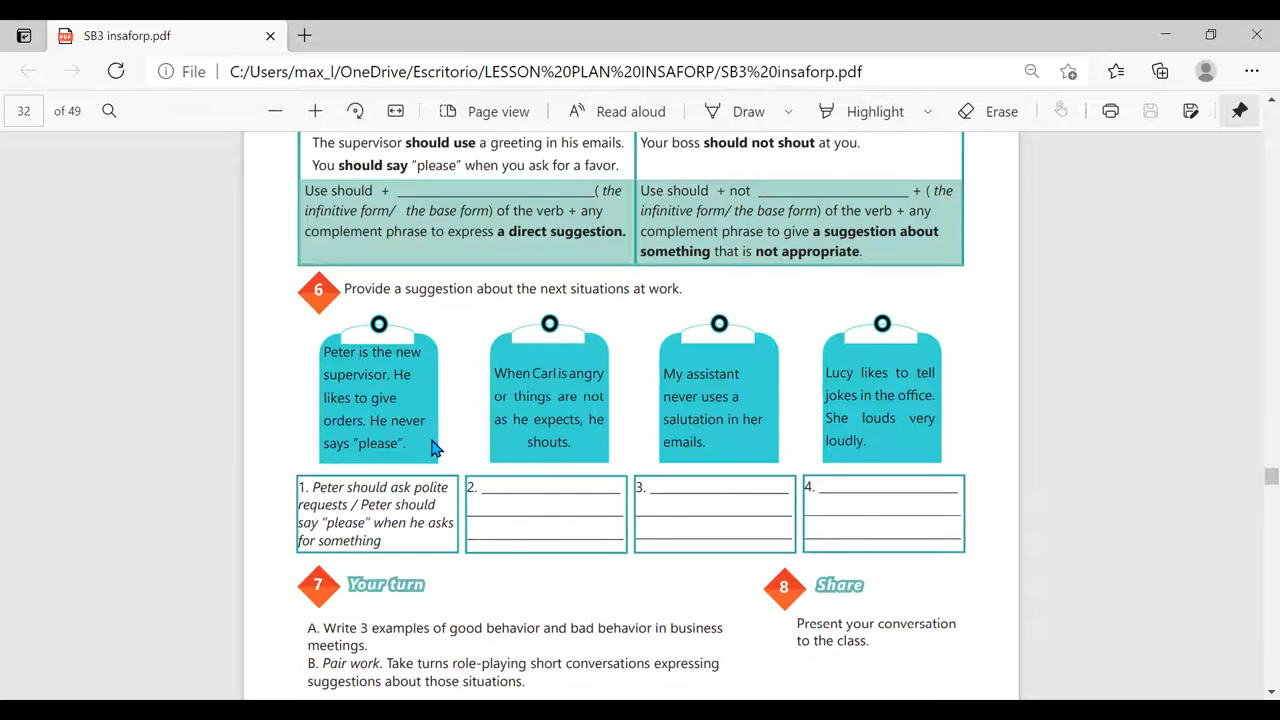 SB3 insaforp.pdf
File C:/Users/max_l/OneDrive/Escritorio/LESSON%20PLAN%20INSAFORP/SB3%20insaforp.pdf
32 of 49 Page view Read aloud Draw Highlight Erase
The supervisor should use a greeting in his emails.
You should say “please” when you ask for a favor.
Your boss should not shout at you.
Use should + ______________________ ( the
infinitive form/ the base form) of the verb + any
complement phrase to express a direct suggestion.
Use should + not _________________ + ( the
infinitive form/ the base form) of the verb + any
complement phrase to give a suggestion about
something that is not appropriate.
6 Provide a suggestion about the next situations at work.
Peter is the new
supervisor. He
likes to give
orders. He never
says “please”.
When Carl is angry
or things are not
as he expects, he
shouts.
My assistant
never uses a
salutation in her
emails.
Lucy likes to tell
jokes in the office.
She louds very
loudly.
1. Peter should ask polite
requests / Peter should
say “please” when he asks
for something
2. ________________
3. ________________
4. ________________
7 Your turn
A. Write 3 examples of good behavior and bad behavior in business
meetings.
B. Pair work. Take turns role-playing short conversations expressing
suggestions about those situations.
8 Share
Present your conversation
to the class.